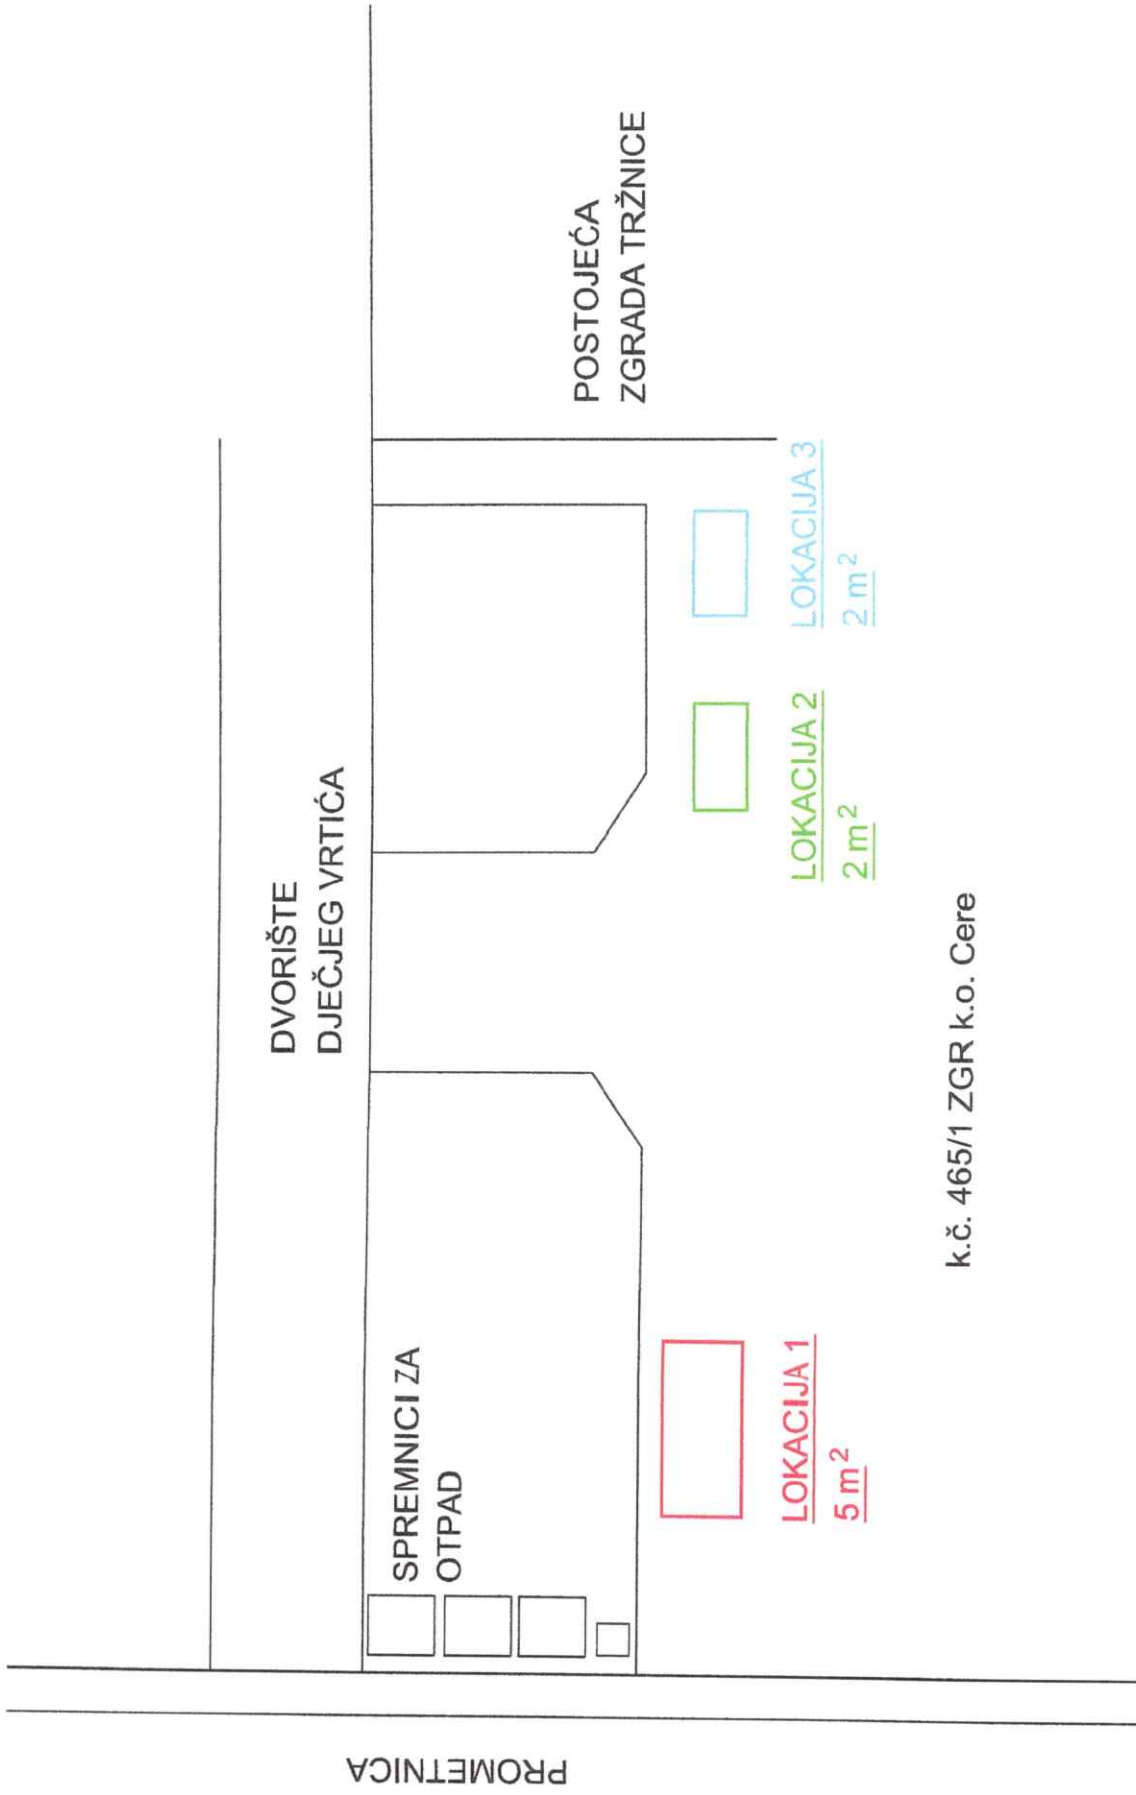 DVORIŠTE
DJEČJEG VRTIĆA
POSTOJEĆA
ZGRADA TRŽNICE
SPREMNICI ZA
OTPAD
LOKACIJA 1
5 m²
LOKACIJA 2
2 m²
LOKACIJA 3
2 m²
k.č. 465/1 ZGR k.o. Cere
PROMETNICA